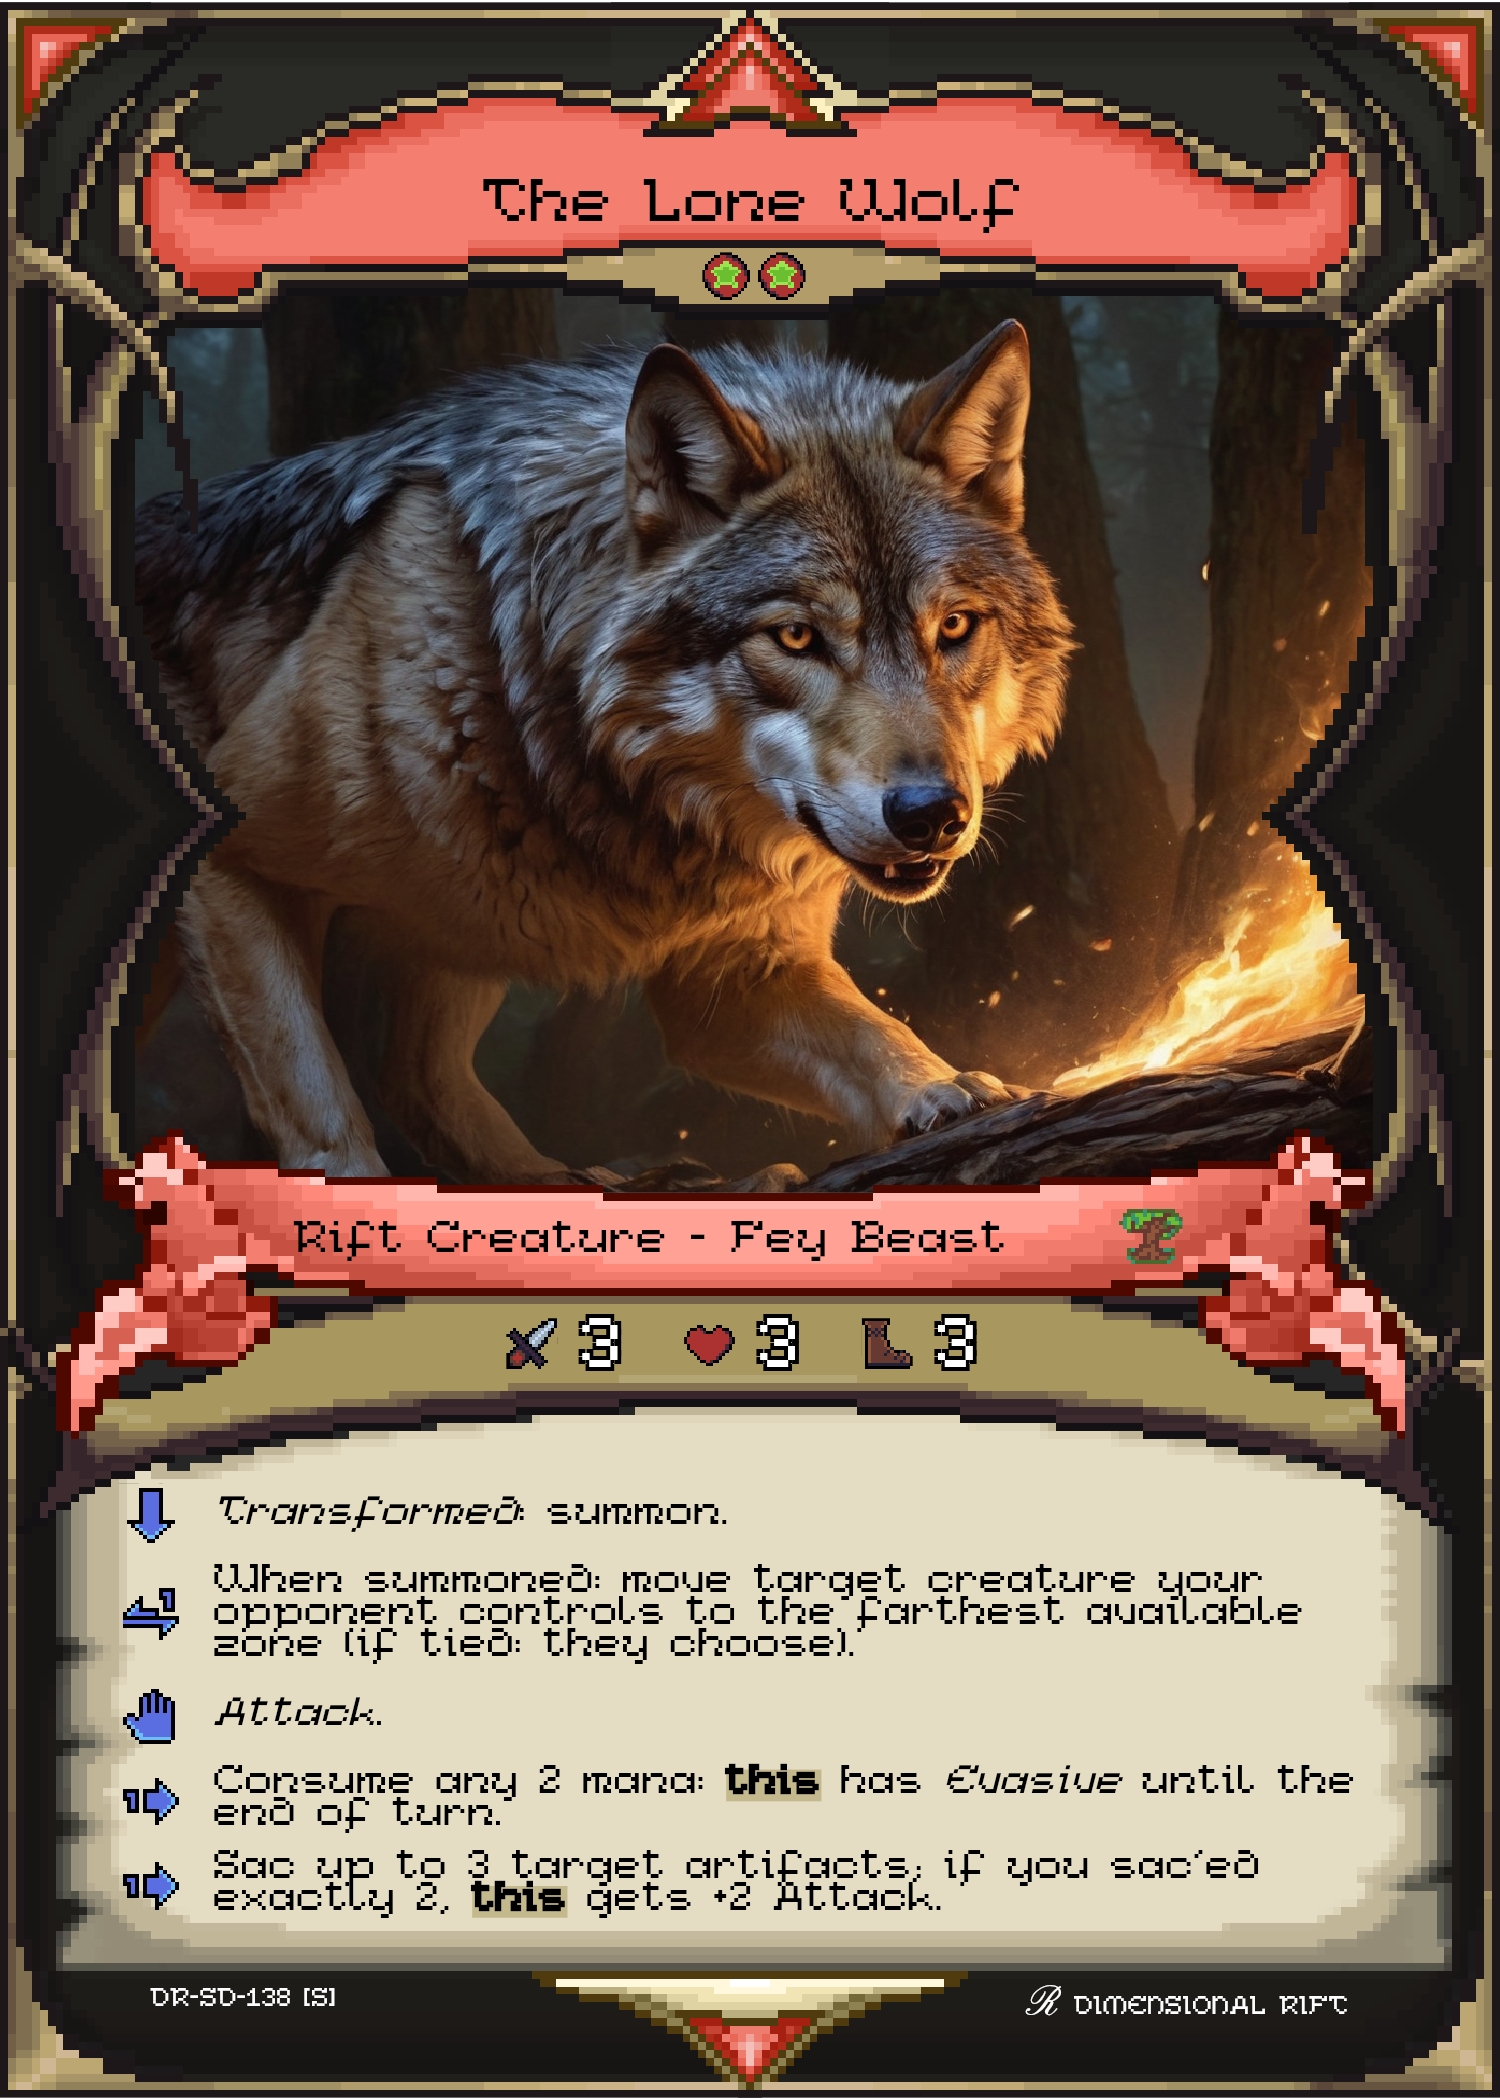 The Lone Wolf
Rift Creature - Fey Beast
3 3 3
Transformed: summon.
When summoned: move target creature your
opponent controls to the farthest available
zone (if tied: they choose).
Attack.
Consume any 2 mana: this has Evasive until the
end of turn.
Sac up to 3 target artifacts; if you sac'ed
exactly 2, this gets +2 Attack.
DR-SD-138 [S]
R DIMENSIONAL RIFT